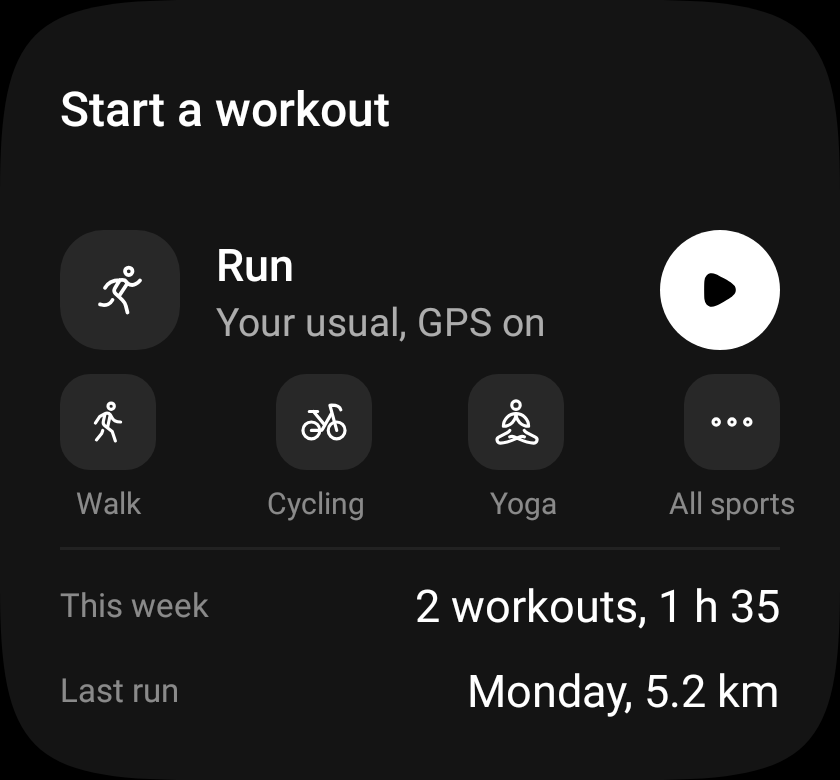 Start a workout
Run
Your usual, GPS on
Walk
Cycling
Yoga
All sports
This week
2 workouts, 1 h 35
Last run
Monday, 5.2 km